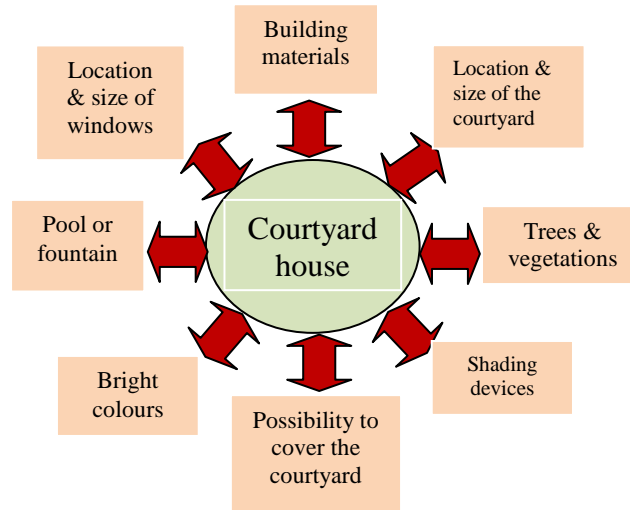 Building
materials
Location
& size of
windows
Location &
size of the
courtyard
Pool or
fountain
Courtyard
house
Trees &
vegetations
Bright
colours
Possibility to
cover the
courtyard
Shading
devices